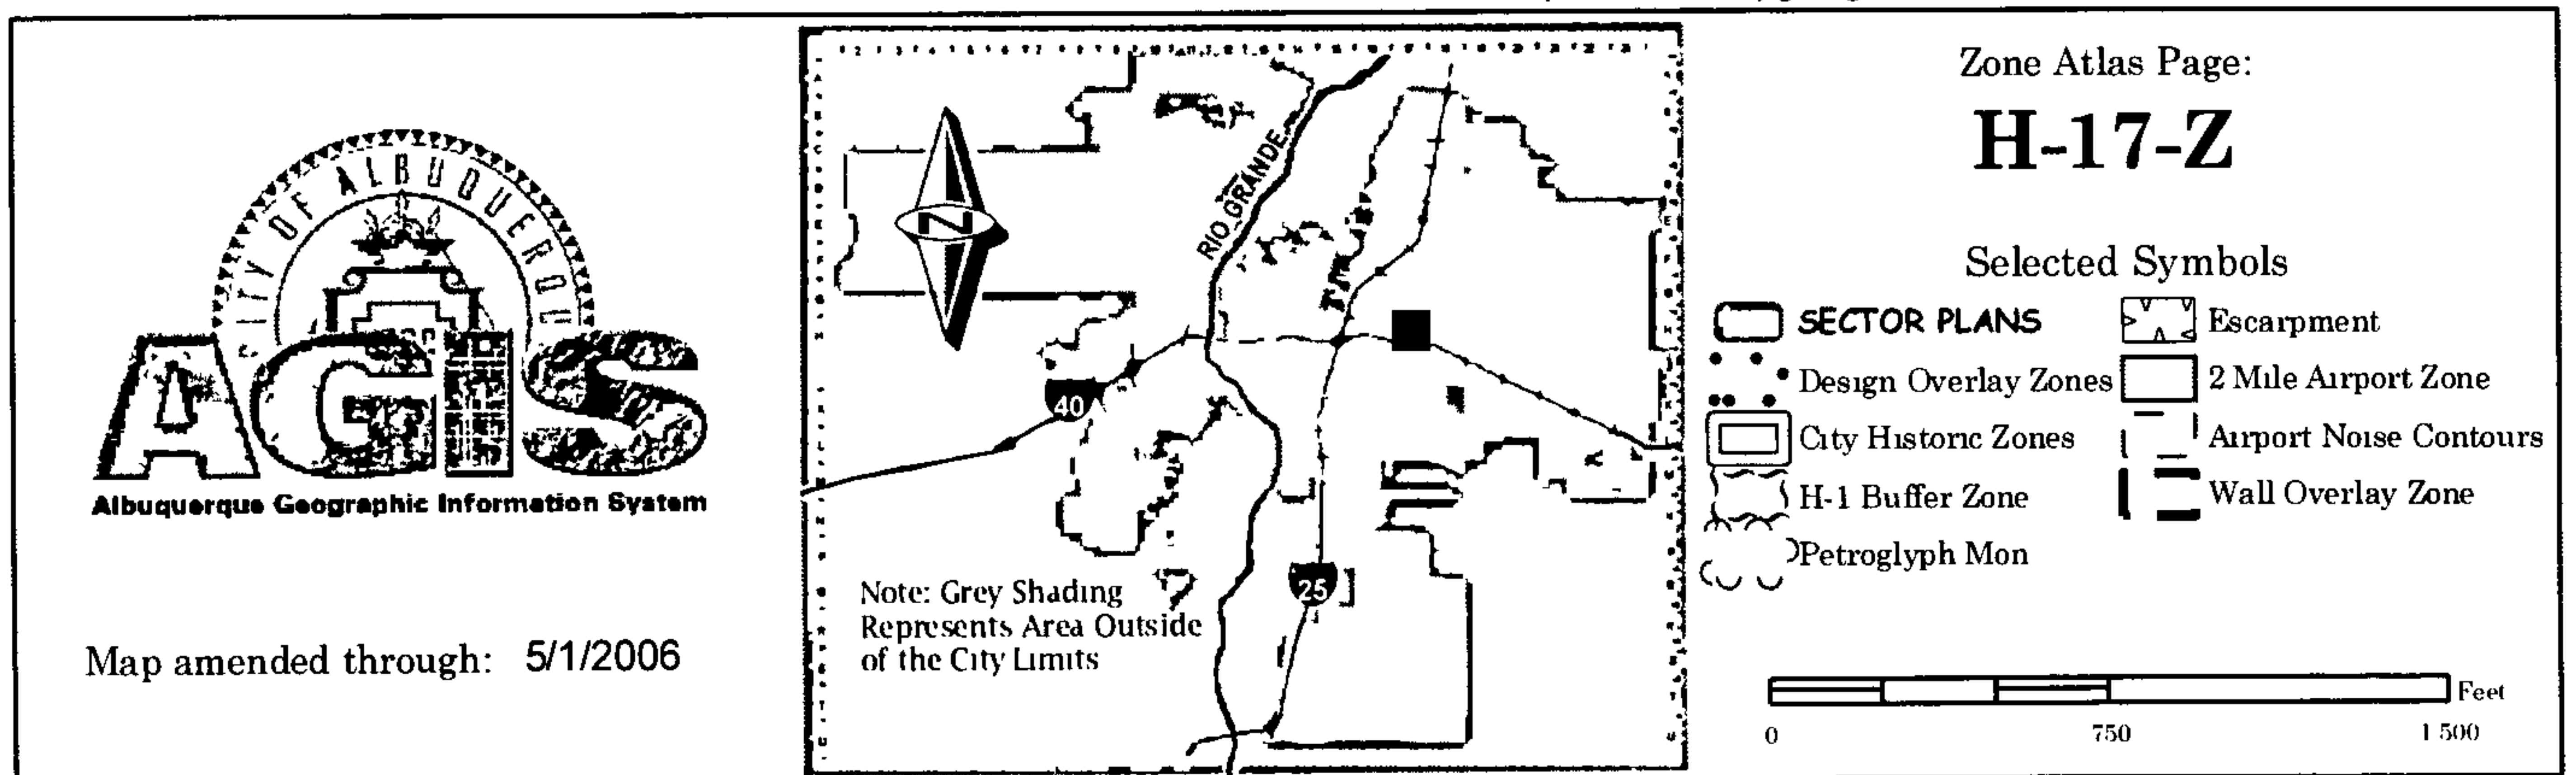 CITY OF ALBUQUERQUE
AGIS
Albuquerque Geographic Information System
Map amended through: 5/1/2006
N
RIO GRANDE
40
25
Note: Grey Shading
Represents Area Outside
of the City Limits
Zone Atlas Page:
H-17-Z
Selected Symbols
SECTOR PLANS
Design Overlay Zones
City Historic Zones
H-1 Buffer Zone
Petroglyph Mon
Escarpment
2 Mile Airport Zone
Airport Noise Contours
Wall Overlay Zone
Feet
0 750 1 500